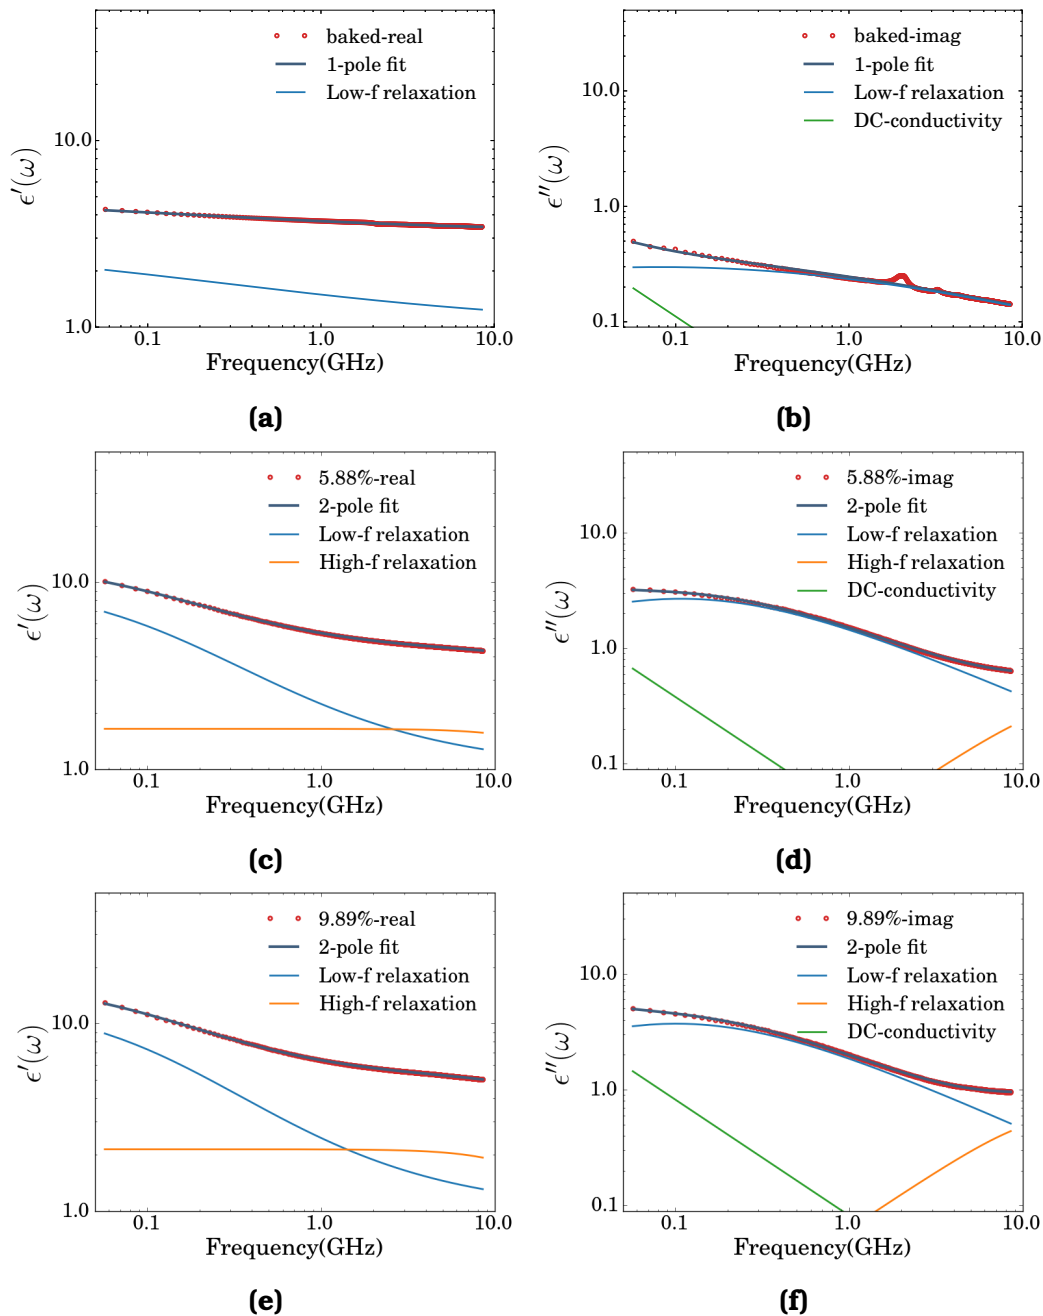 baked-real
1-pole fit
Low-f relaxation
10.0
1.0
ϵ′(ω)
0.1 1.0 10.0
Frequency(GHz)
(a)
baked-imag
1-pole fit
Low-f relaxation
DC-conductivity
10.0
1.0
0.1
ϵ″(ω)
0.1 1.0 10.0
Frequency(GHz)
(b)
5.88%-real
2-pole fit
Low-f relaxation
High-f relaxation
10.0
1.0
ϵ′(ω)
0.1 1.0 10.0
Frequency(GHz)
(c)
5.88%-imag
2-pole fit
Low-f relaxation
High-f relaxation
DC-conductivity
10.0
1.0
0.1
ϵ″(ω)
0.1 1.0 10.0
Frequency(GHz)
(d)
9.89%-real
2-pole fit
Low-f relaxation
High-f relaxation
10.0
1.0
ϵ′(ω)
0.1 1.0 10.0
Frequency(GHz)
(e)
9.89%-imag
2-pole fit
Low-f relaxation
High-f relaxation
DC-conductivity
10.0
1.0
0.1
ϵ″(ω)
0.1 1.0 10.0
Frequency(GHz)
(f)